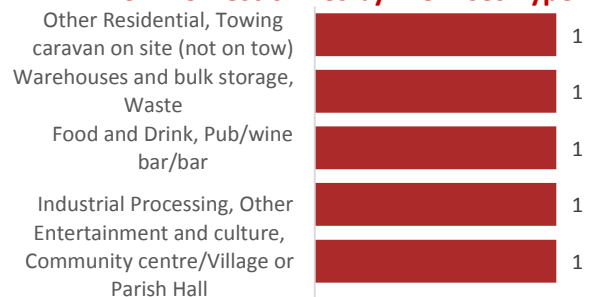 Other Residential, Towing
caravan on site (not on tow)
1
Warehouses and bulk storage,
Waste
1
Food and Drink, Pub/wine
bar/bar
1
Industrial Processing, Other
1
Entertainment and culture,
Community centre/Village or
Parish Hall
1